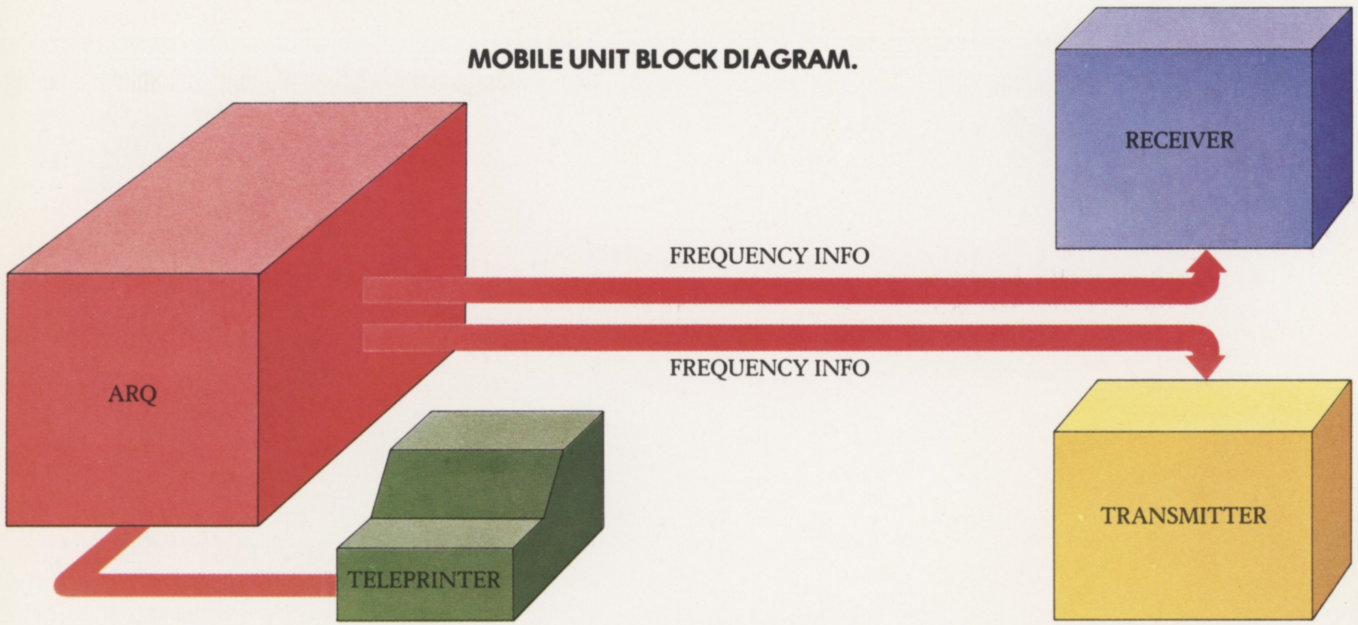 MOBILE UNIT BLOCK DIAGRAM.
RECEIVER
FREQUENCY INFO
FREQUENCY INFO
ARQ
TRANSMITTER
TELEPRINTER